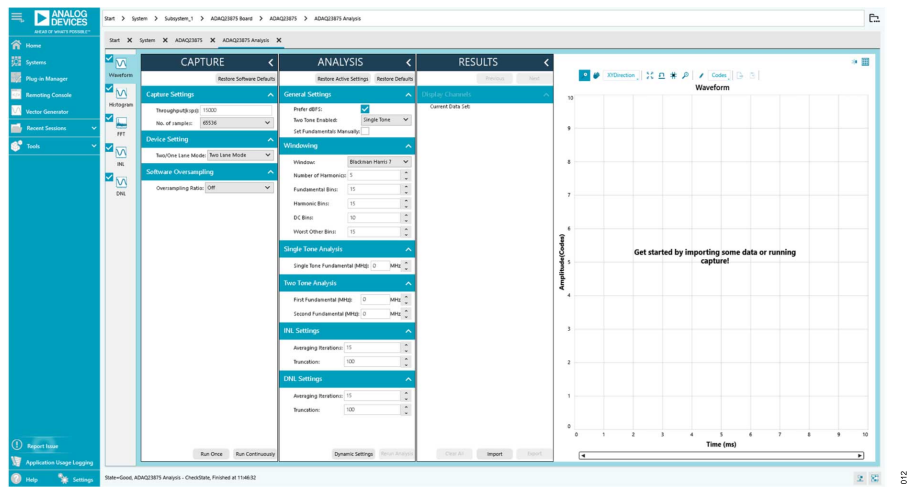 ANALOG
DEVICES
AHEAD OF WHAT'S POSSIBLE™
Home
Systems
Plug-in Manager
Remoting Console
Vector Generator
Recent Sessions
Tools
Report Issue
Application Usage Logging
Help
Settings
Start > System > Subsystem_1 > ADAQ23875 Board > ADAQ23875 > ADAQ23875 Analysis
Start X System X ADAQ23875 X ADAQ23875 Analysis X
Waveform
Histogram
FFT
INL
DNL
CAPTURE
Restore Software Defaults
Capture Settings
Throughput(ksps): 15000
No. of samples: 65536
Device Setting
Two/One Lane Mode: Two Lane Mode
Software Oversampling
Oversampling Ratio: Off
Run Once
Run Continuously
ANALYSIS
Restore Active Settings
Restore Defaults
General Settings
Prefer dBFS:
Two Tone Enabled: Single Tone
Set Fundamentals Manually:
Windowing
Window: Blackman Harris 7
Number of Harmonics: 5
Fundamental Bins: 15
Harmonic Bins: 15
DC Bins: 10
Worst Other Bins: 15
Single Tone Analysis
Single Tone Fundamental (MHz): 0 MHz
Two Tone Analysis
First Fundamental (MHz): 0 MHz
Second Fundamental (MHz): 0 MHz
INL Settings
Averaging Iterations: 15
Truncation: 100
DNL Settings
Averaging Iterations: 15
Truncation: 100
Dynamic Settings
RESULTS
Previous
Next
Display Channels
Current Data Set:
Clear All
Import
Export
XYDirection
Codes
Waveform
Amplitude(Codes)
10
9
8
7
6
5
4
3
2
1
0
Get started by importing some data or running
capture!
0 1 2 3 4 5 6 7 8 9 10
Time (ms)
State=Good, ADAQ23875 Analysis - CheckState, Finished at 11:46:32
012